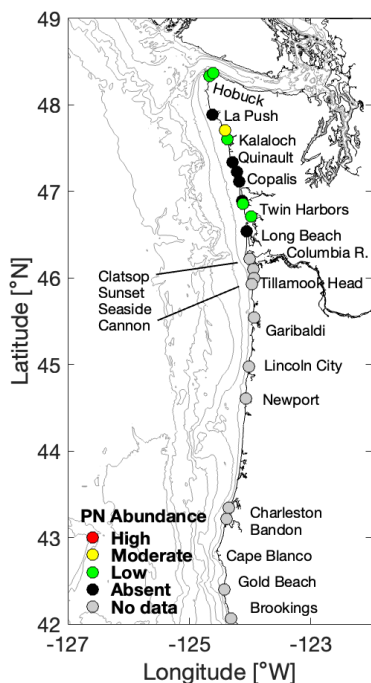 49
48
47
46
45
44
43
42
Latitude [°N]
Hobuck
La Push
Kalaloch
Quinault
Copalis
Twin Harbors
Long Beach
Columbia R.
Clatsop
Sunset
Seaside
Cannon
Tillamook Head
Garibaldi
Lincoln City
Newport
Charleston
Bandon
Cape Blanco
Gold Beach
Brookings
PN Abundance
High
Moderate
Low
Absent
No data
-127 -125 -123
Longitude [°W]